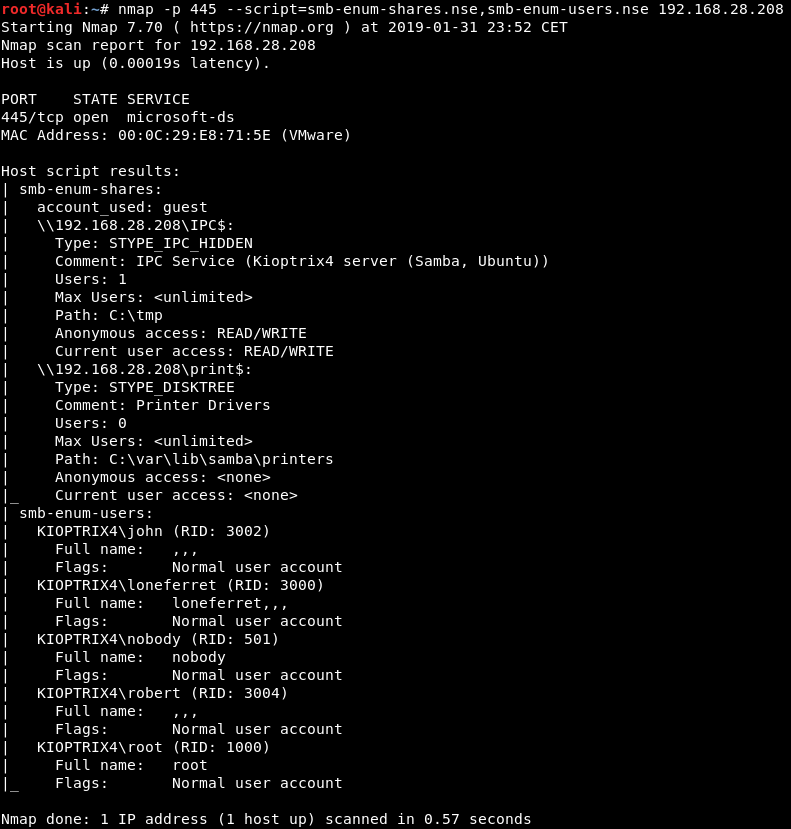 root@kali:~# nmap -p 445 --script=smb-enum-shares.nse,smb-enum-users.nse 192.168.28.208
Starting Nmap 7.70 ( https://nmap.org ) at 2019-01-31 23:52 CET
Nmap scan report for 192.168.28.208
Host is up (0.00019s latency).

PORT    STATE SERVICE
445/tcp open  microsoft-ds
MAC Address: 00:0C:29:E8:71:5E (VMware)

Host script results:
| smb-enum-shares:
|   account_used: guest
|   \\192.168.28.208\IPC$:
|     Type: STYPE_IPC_HIDDEN
|     Comment: IPC Service (Kioptrix4 server (Samba, Ubuntu))
|     Users: 1
|     Max Users: <unlimited>
|     Path: C:\tmp
|     Anonymous access: READ/WRITE
|     Current user access: READ/WRITE
|   \\192.168.28.208\print$:
|     Type: STYPE_DISKTREE
|     Comment: Printer Drivers
|     Users: 0
|     Max Users: <unlimited>
|     Path: C:\var\lib\samba\printers
|     Anonymous access: <none>
|_    Current user access: <none>
| smb-enum-users:
|   KIOPTRIX4\john (RID: 3002)
|     Full name:   ,,,
|     Flags:       Normal user account
|   KIOPTRIX4\loneferret (RID: 3000)
|     Full name:   loneferret,,,
|     Flags:       Normal user account
|   KIOPTRIX4\nobody (RID: 501)
|     Full name:   nobody
|     Flags:       Normal user account
|   KIOPTRIX4\robert (RID: 3004)
|     Full name:   ,,,
|     Flags:       Normal user account
|   KIOPTRIX4\root (RID: 1000)
|     Full name:   root
|_    Flags:       Normal user account

Nmap done: 1 IP address (1 host up) scanned in 0.57 seconds